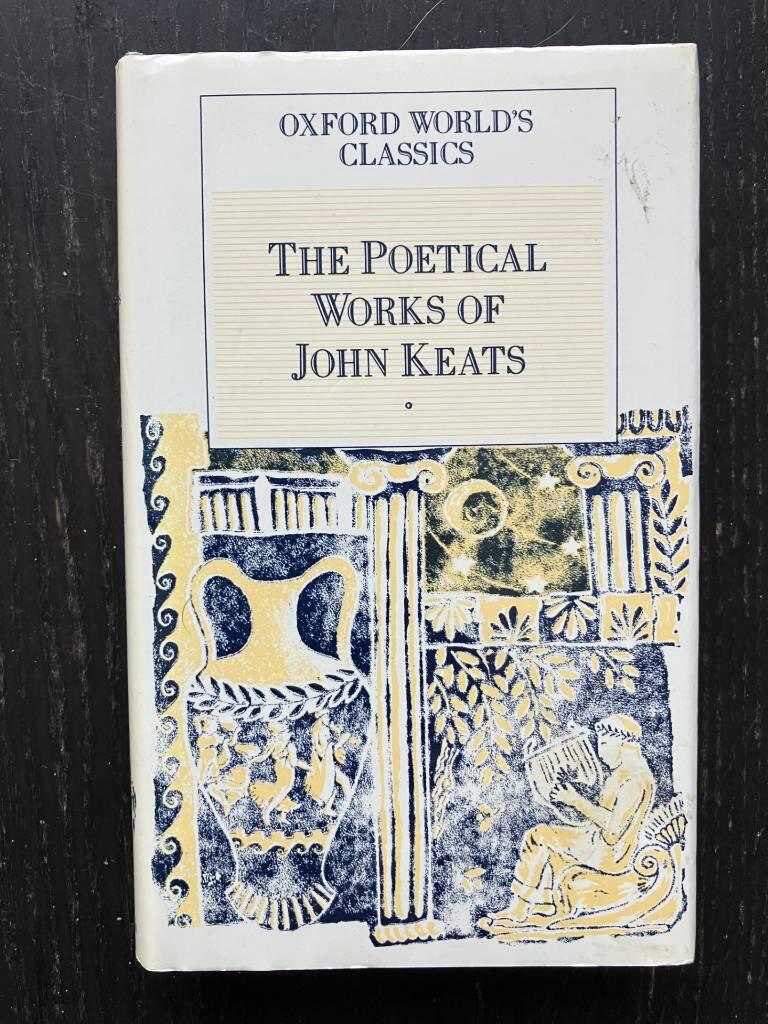 OXFORD WORLD'S
CLASSICS
THE POETICAL
WORKS OF
JOHN KEATS